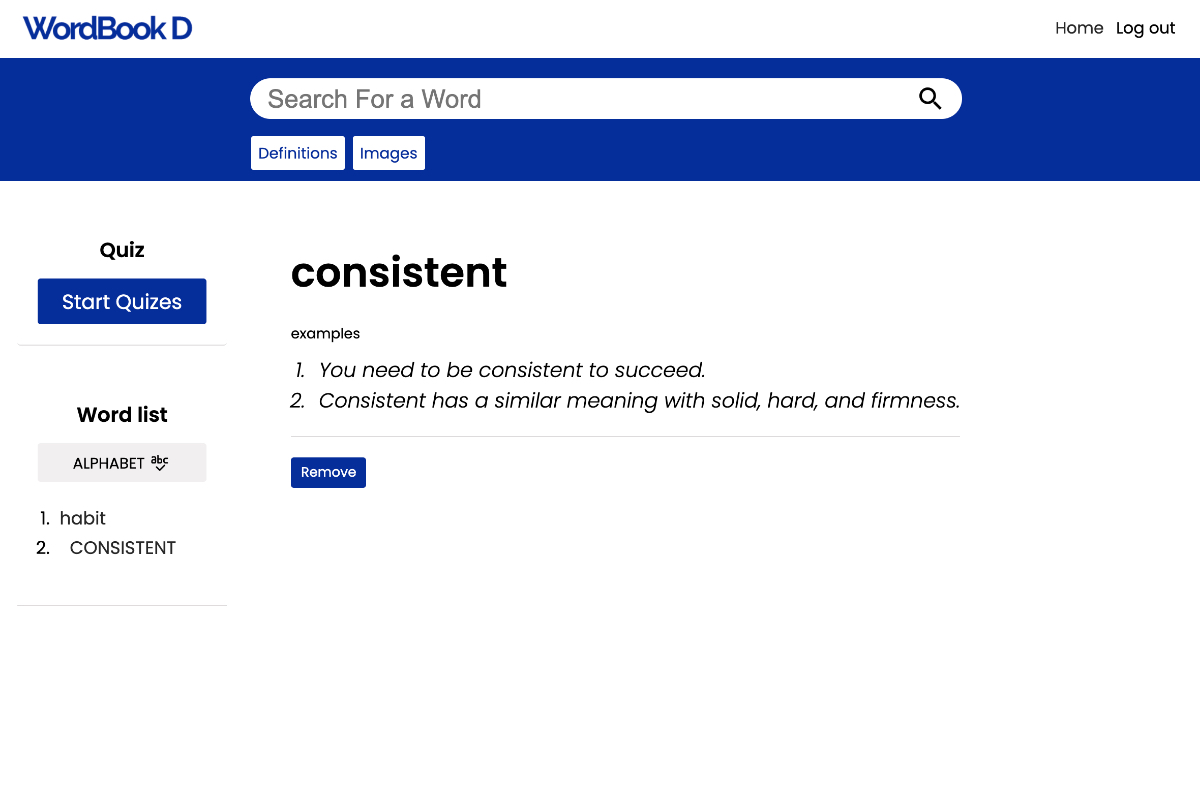 WordBook D
Home Log out
Search For a Word
Definitions Images
Quiz
Start Quizes
Word list
ALPHABET abc
1. habit
2. CONSISTENT
consistent
examples
1. You need to be consistent to succeed.
2. Consistent has a similar meaning with solid, hard, and firmness.
Remove